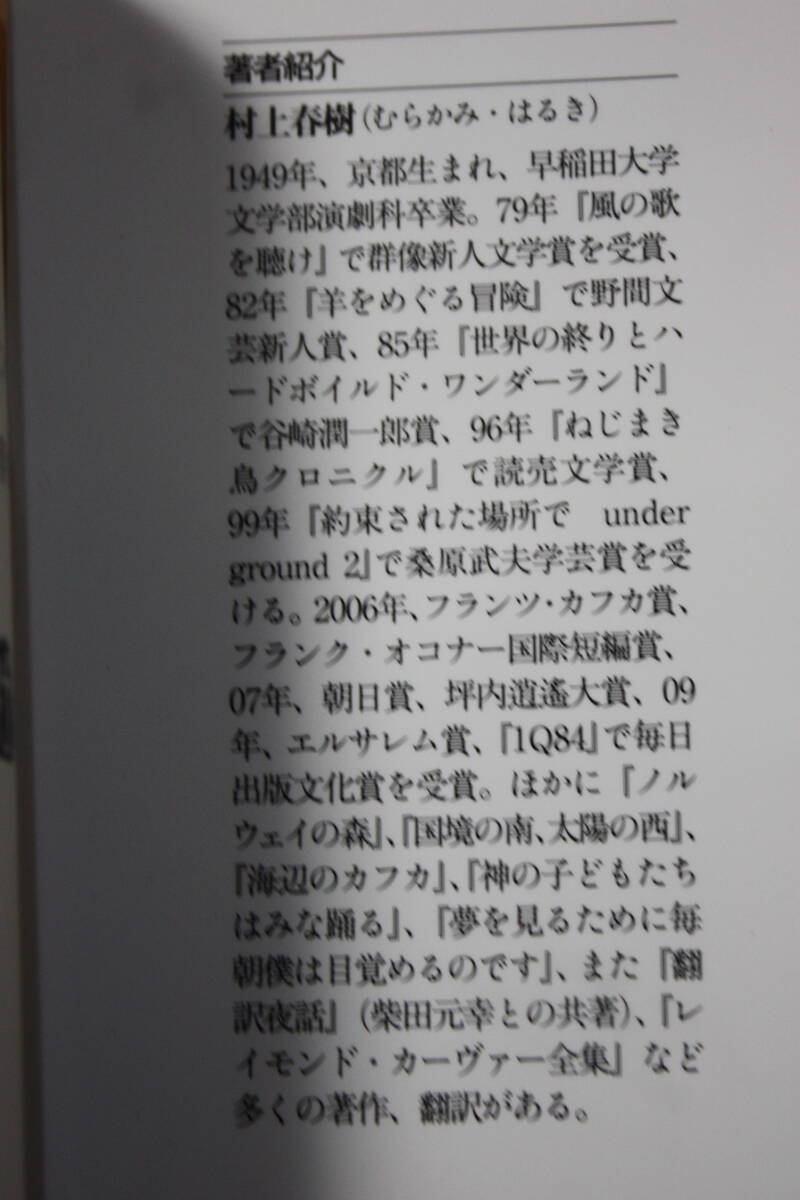 著者紹介
村上春樹(むらかみ・はるき)
1949年、京都生まれ、早稲田大学
文学部演劇科卒業。79年『風の歌
を聴け』で群像新人文学賞を受賞、
82年『羊をめぐる冒険』で野間文
芸新人賞、85年『世界の終りとハ
ードボイルド・ワンダーランド』
で谷崎潤一郎賞、96年『ねじまき
鳥クロニクル』で読売文学賞、
99年『約束された場所で under
ground 2』で桑原武夫学芸賞を受
ける。2006年、フランツ・カフカ賞、
フランク・オコナー国際短編賞、
07年、朝日賞、坪内逍遙大賞、09
年、エルサレム賞、『1Q84』で毎日
出版文化賞を受賞。ほかに『ノル
ウェイの森』、『国境の南、太陽の西』、
『海辺のカフカ』、『神の子どもたち
はみな踊る』、『夢を見るために毎
朝僕は目覚めるのです』、また『翻
訳夜話』(柴田元幸との共著)、『レ
イモンド・カーヴァー全集』など
多くの著作、翻訳がある。